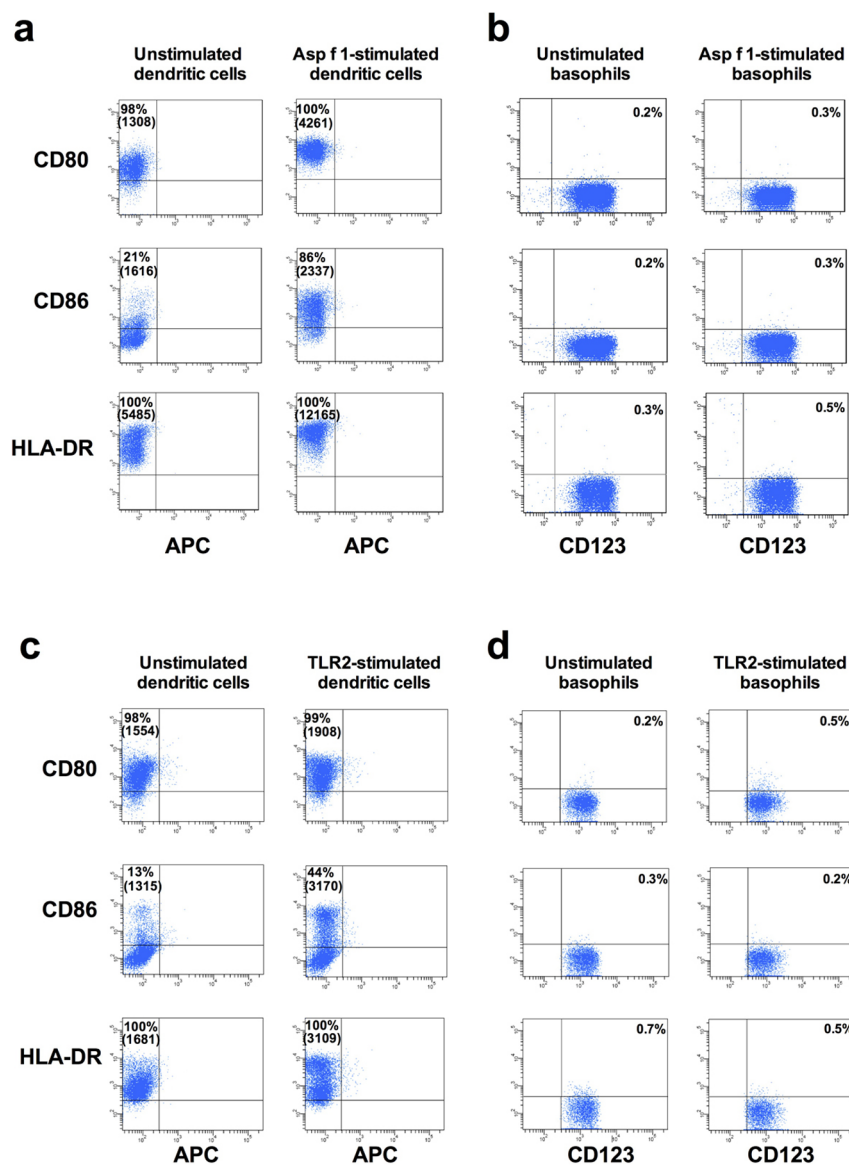 a
b
Unstimulated
dendritic cells
Asp f 1-stimulated
dendritic cells
Unstimulated
basophils
Asp f 1-stimulated
basophils
CD80
98%
(1308)
100%
(4261)
0.2%
0.3%
CD86
21%
(1616)
86%
(2337)
0.2%
0.3%
HLA-DR
100%
(5485)
100%
(12165)
0.3%
0.5%
APC
APC
CD123
CD123
c
d
Unstimulated
dendritic cells
TLR2-stimulated
dendritic cells
Unstimulated
basophils
TLR2-stimulated
basophils
CD80
98%
(1554)
99%
(1908)
0.2%
0.5%
CD86
13%
(1315)
44%
(3170)
0.3%
0.2%
HLA-DR
100%
(1681)
100%
(3109)
0.7%
0.5%
APC
APC
CD123
CD123